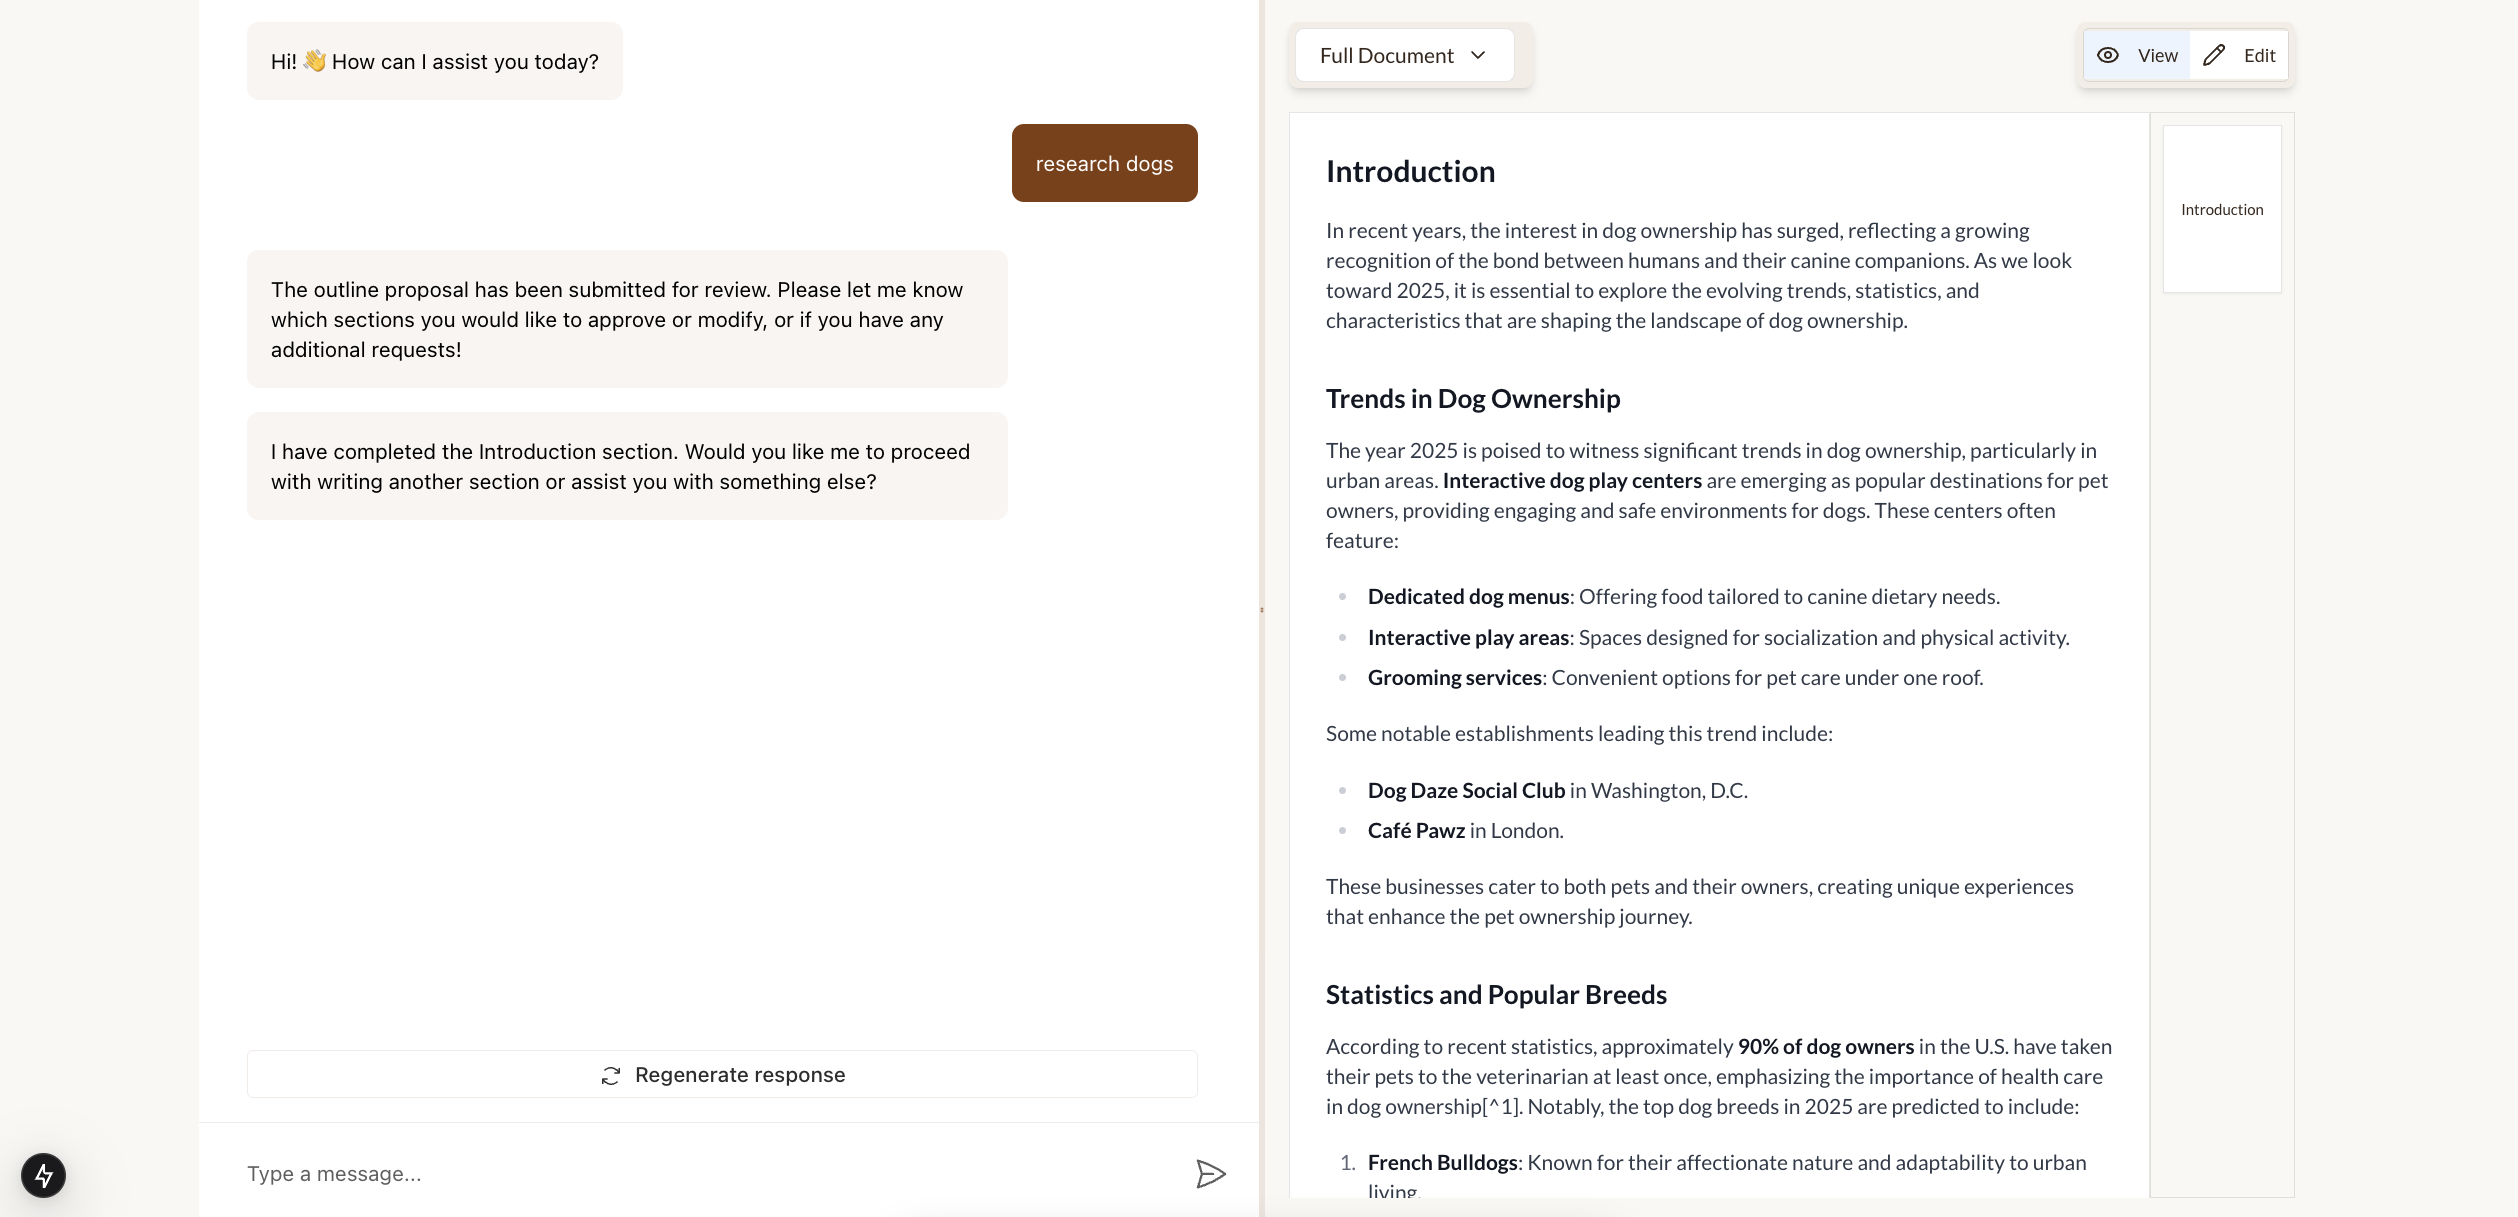 Hi! 👋 How can I assist you today?
research dogs
The outline proposal has been submitted for review. Please let me know
which sections you would like to approve or modify, or if you have any
additional requests!
I have completed the Introduction section. Would you like me to proceed
with writing another section or assist you with something else?
Regenerate response
Type a message...
Full Document
View
Edit
Introduction
In recent years, the interest in dog ownership has surged, reflecting a growing
recognition of the bond between humans and their canine companions. As we look
toward 2025, it is essential to explore the evolving trends, statistics, and
characteristics that are shaping the landscape of dog ownership.
Trends in Dog Ownership
The year 2025 is poised to witness significant trends in dog ownership, particularly in
urban areas. Interactive dog play centers are emerging as popular destinations for pet
owners, providing engaging and safe environments for dogs. These centers often
feature:
• Dedicated dog menus: Offering food tailored to canine dietary needs.
• Interactive play areas: Spaces designed for socialization and physical activity.
• Grooming services: Convenient options for pet care under one roof.
Some notable establishments leading this trend include:
• Dog Daze Social Club in Washington, D.C.
• Café Pawz in London.
These businesses cater to both pets and their owners, creating unique experiences
that enhance the pet ownership journey.
Statistics and Popular Breeds
According to recent statistics, approximately 90% of dog owners in the U.S. have taken
their pets to the veterinarian at least once, emphasizing the importance of health care
in dog ownership[^1]. Notably, the top dog breeds in 2025 are predicted to include:
1. French Bulldogs: Known for their affectionate nature and adaptability to urban
living.
Introduction